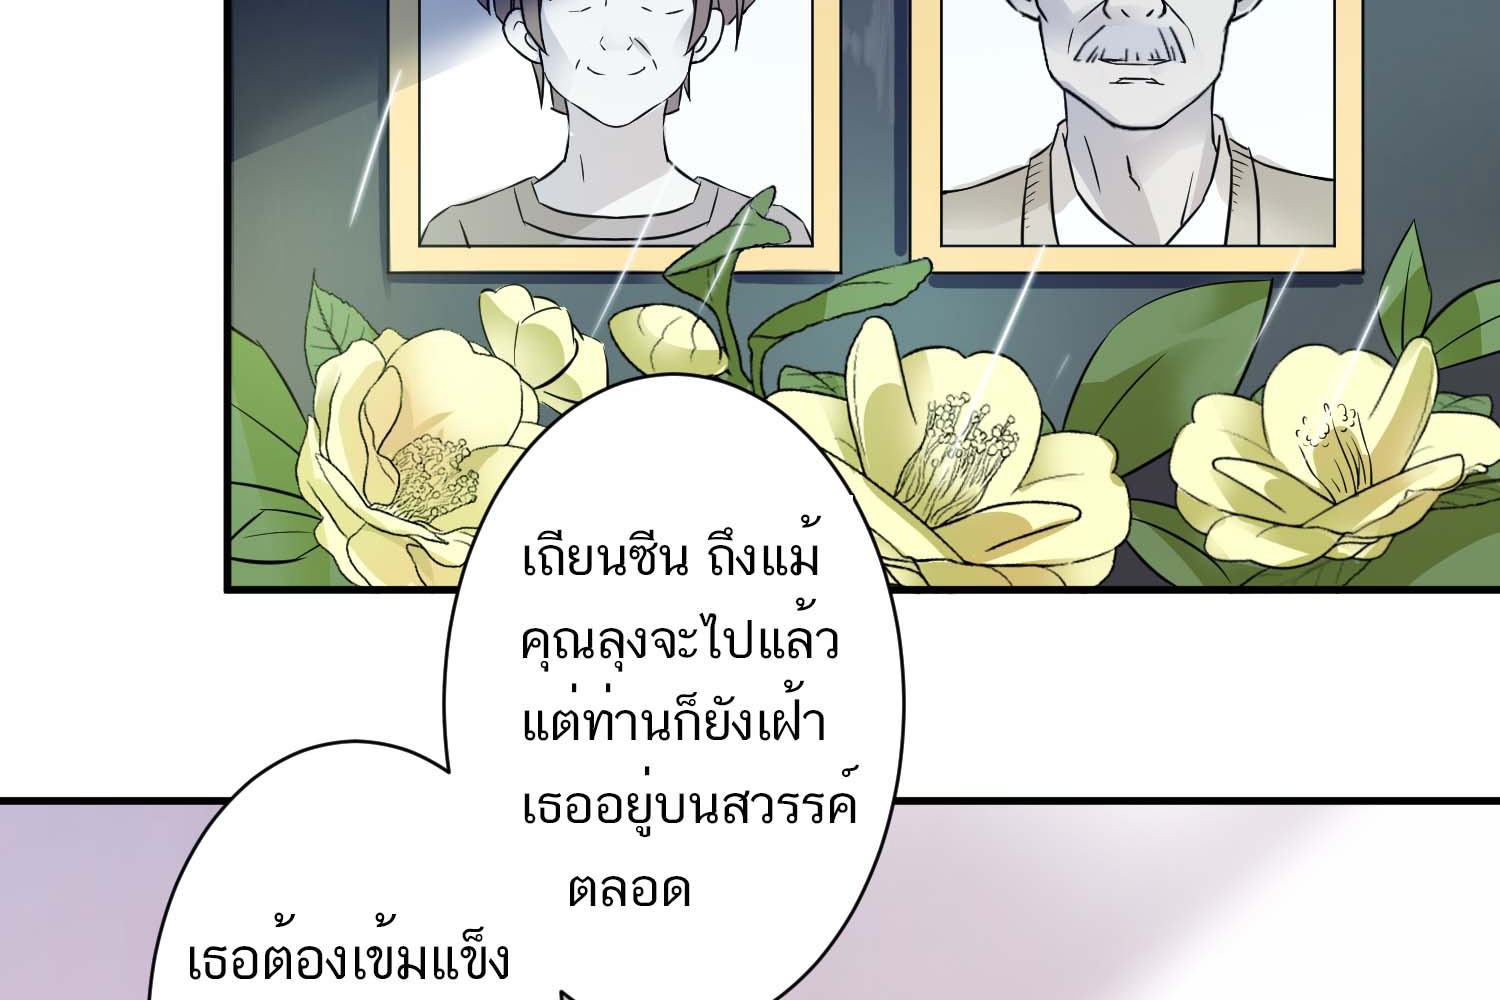 เถียนซีน ถึงแม้
คุณลุงจะไปแล้ว
แต่ท่านก็ยังเฝ้า
เธออยู่บนสวรรค์
ตลอด
เธอต้องเข้มแข็ง